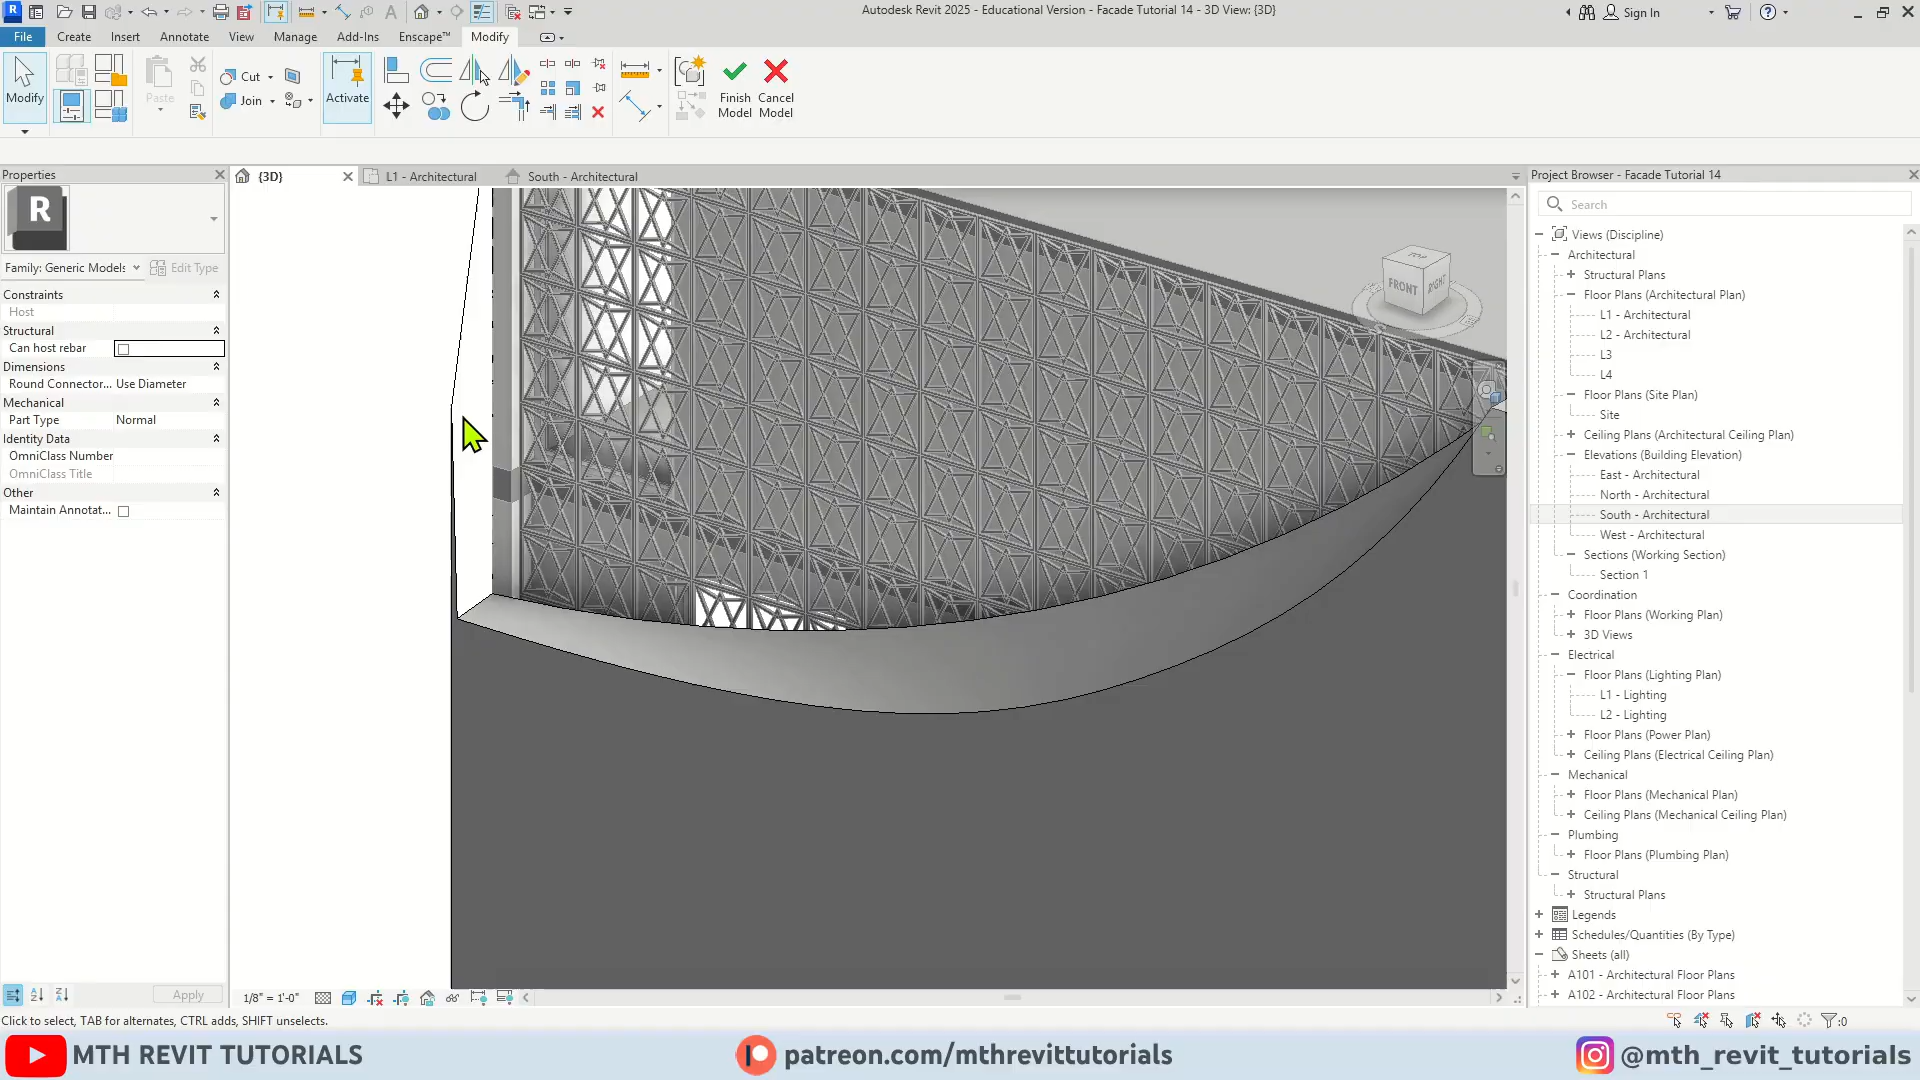 Autodesk Revit 2025 - Educational Version - Facade Tutorial 14 - 3D View: {3D}
Sign In
File Create Insert Annotate View Manage Add-Ins Enscape™ Modify
Modify
Paste
Cut
Join
Activate
Finish Model
Cancel Model
Properties
R
Family: Generic Models
Edit Type
Constraints
Host
Structural
Can host rebar
Dimensions
Round Connector... Use Diameter
Mechanical
Part Type Normal
Identity Data
OmniClass Number
OmniClass Title
Other
Maintain Annotat...
Apply
{3D}
L1 - Architectural
South - Architectural
TOP
FRONT
RIGHT
1/8" = 1'-0"
Project Browser - Facade Tutorial 14
Search
Views (Discipline)
Architectural
Structural Plans
Floor Plans (Architectural Plan)
L1 - Architectural
L2 - Architectural
L3
L4
Floor Plans (Site Plan)
Site
Ceiling Plans (Architectural Ceiling Plan)
Elevations (Building Elevation)
East - Architectural
North - Architectural
South - Architectural
West - Architectural
Sections (Working Section)
Section 1
Coordination
Floor Plans (Working Plan)
3D Views
Electrical
Floor Plans (Lighting Plan)
L1 - Lighting
L2 - Lighting
Floor Plans (Power Plan)
Ceiling Plans (Electrical Ceiling Plan)
Mechanical
Floor Plans (Mechanical Plan)
Ceiling Plans (Mechanical Ceiling Plan)
Plumbing
Floor Plans (Plumbing Plan)
Structural
Structural Plans
Legends
Schedules/Quantities (By Type)
Sheets (all)
A101 - Architectural Floor Plans
A102 - Architectural Floor Plans
Click to select, TAB for alternates, CTRL adds, SHIFT unselects.
:0
MTH REVIT TUTORIALS
patreon.com/mthrevittutorials
@mth_revit_tutorials